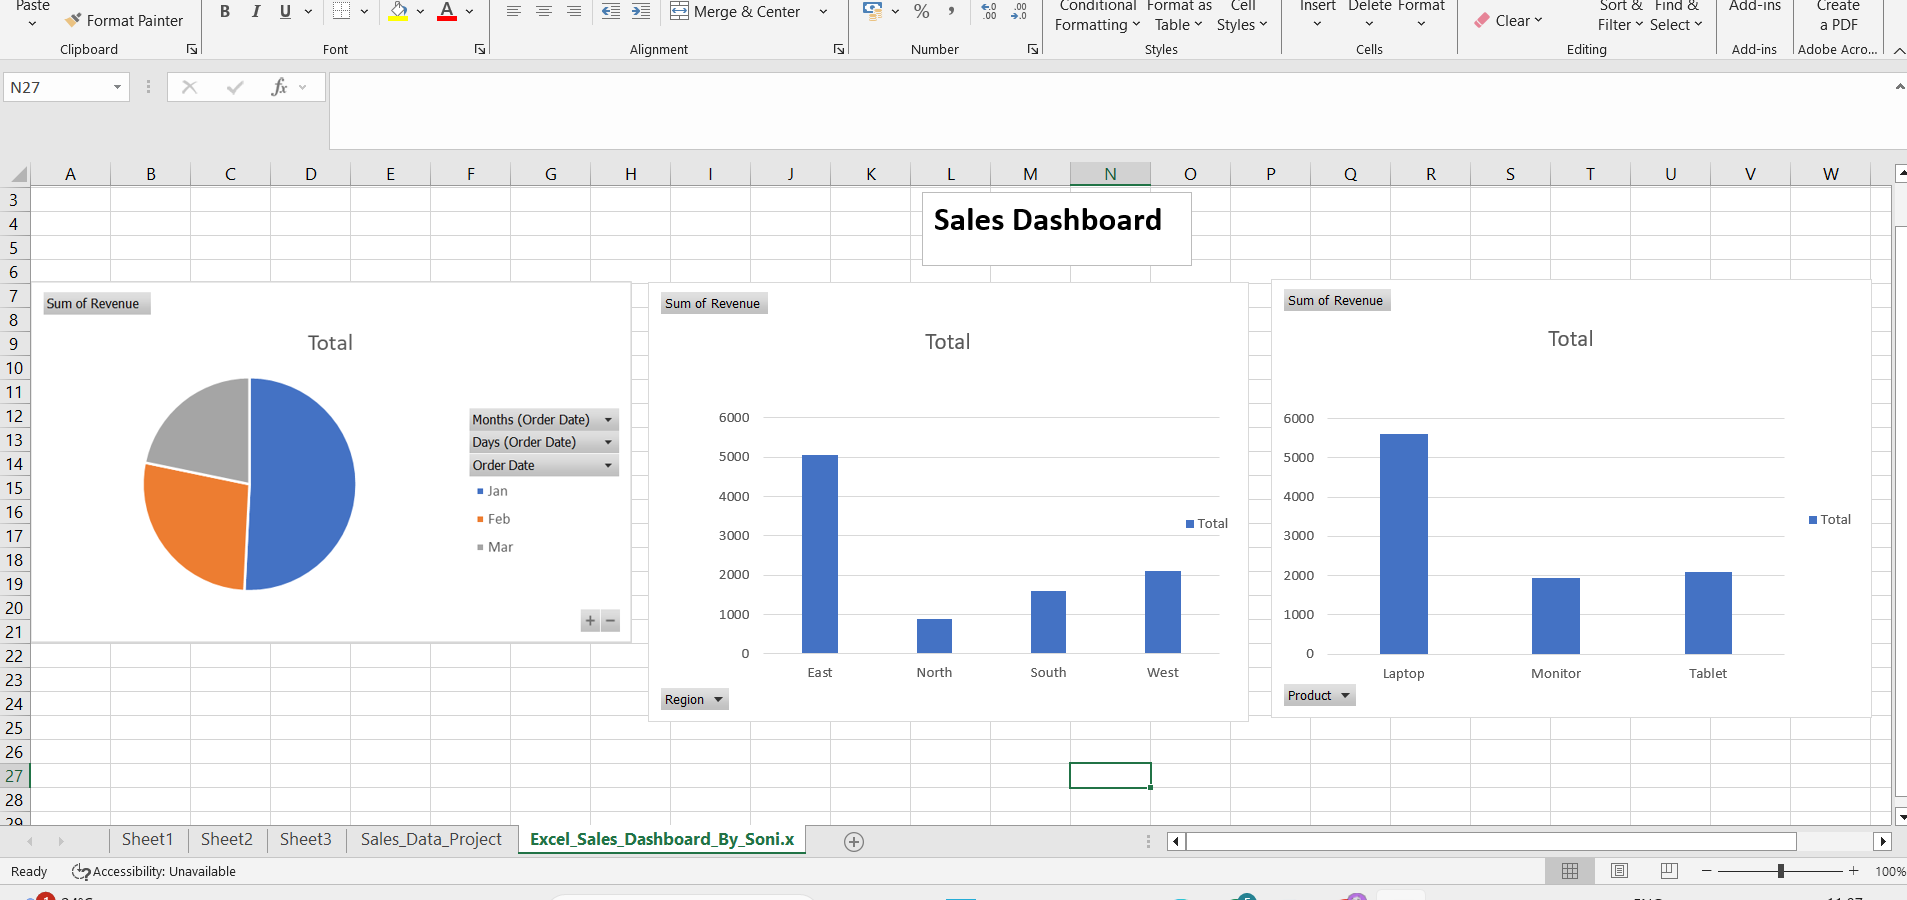 Paste
Format Painter
B I U A
Merge & Center
%
Conditional
Formatting
Format as
Table
Cell
Styles
Insert
Delete
Format
Clear
Sort &
Filter
Find &
Select
Add-ins
Create
a PDF
Clipboard
Font
Alignment
Number
Styles
Cells
Editing
Add-ins
Adobe Acro...
N27
fx
A B C D E F G H I J K L M N O P Q R S T U V W
3
4
5
6
7
8
9
10
11
12
13
14
15
16
17
18
19
20
21
22
23
24
25
26
27
28
29
Sales Dashboard
Sum of Revenue
Total
Months (Order Date)
Days (Order Date)
Order Date
Jan
Feb
Mar
+ −
Sum of Revenue
Total
6000
5000
4000
3000
2000
1000
0
East North South West
Total
Region
Sum of Revenue
Total
6000
5000
4000
3000
2000
1000
0
Laptop Monitor Tablet
Total
Product
Sheet1
Sheet2
Sheet3
Sales_Data_Project
Excel_Sales_Dashboard_By_Soni.x
Ready
Accessibility: Unavailable
100%